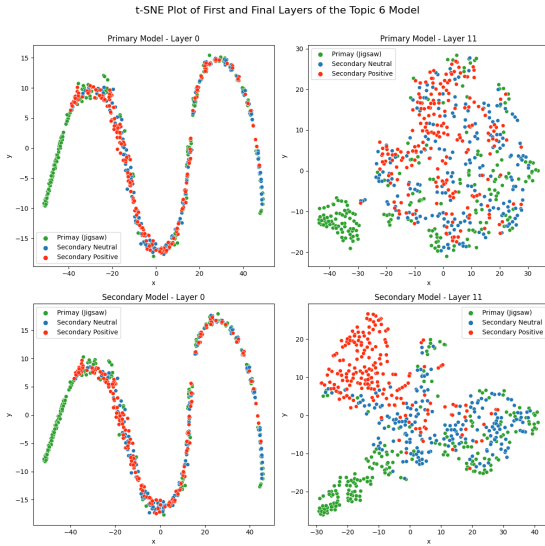 t-SNE Plot of First and Final Layers of the Topic 6 Model
Primary Model - Layer 0
15
10
5
0
−5
−10
−15
y
−40
−20
0
20
40
x
Primay (Jigsaw)
Secondary Neutral
Secondary Positive
Primary Model - Layer 11
30
20
10
0
−10
−20
y
−40
−30
−20
−10
0
10
20
30
x
Primay (Jigsaw)
Secondary Neutral
Secondary Positive
Secondary Model - Layer 0
15
10
5
0
−5
−10
−15
y
−40
−20
0
20
40
x
Primay (Jigsaw)
Secondary Neutral
Secondary Positive
Secondary Model - Layer 11
20
10
0
−10
−20
y
−30
−20
−10
0
10
20
30
40
x
Primay (Jigsaw)
Secondary Neutral
Secondary Positive